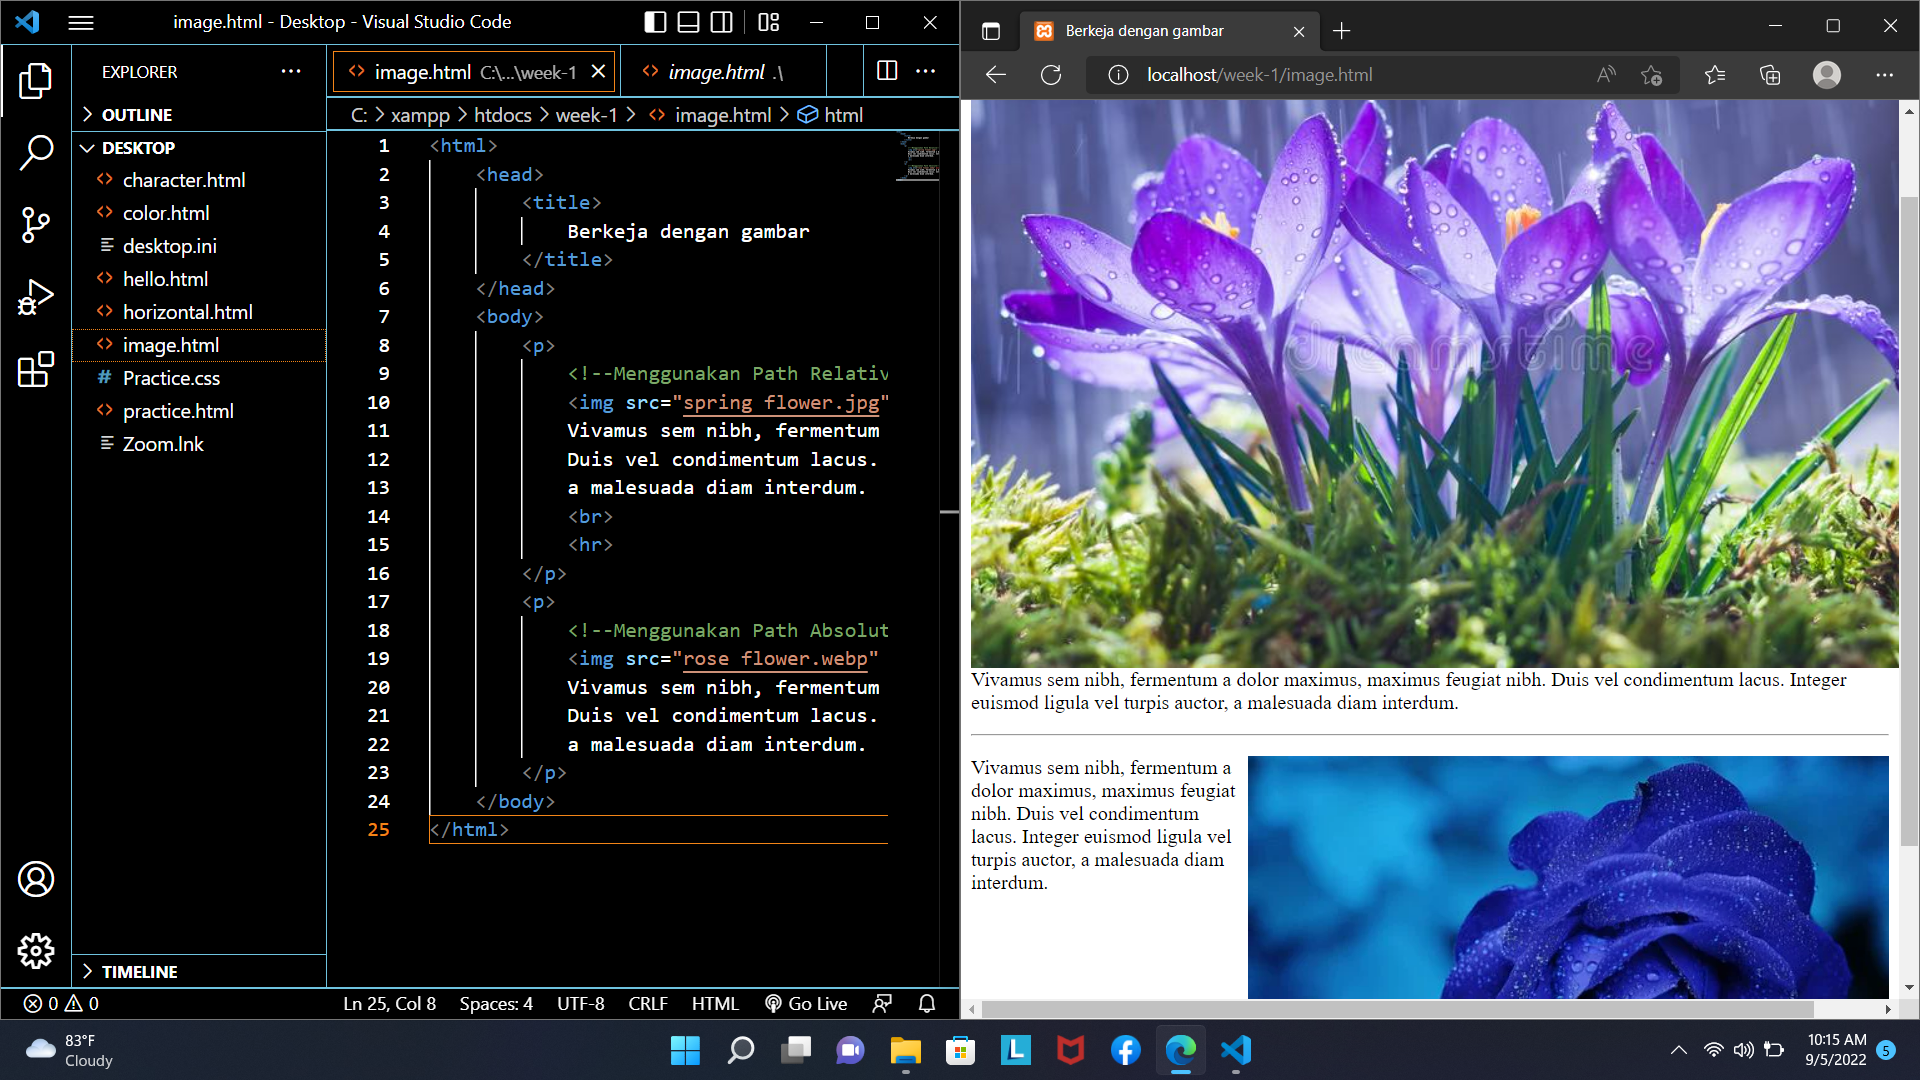 image.html - Desktop - Visual Studio Code
EXPLORER
OUTLINE
DESKTOP
character.html
color.html
desktop.ini
hello.html
horizontal.html
image.html
# Practice.css
practice.html
Zoom.lnk
TIMELINE
image.html C:\...\week-1
image.html .\
C: > xampp > htdocs > week-1 > image.html > html
1 <html>
2 <head>
3 <title>
4 Berkeja dengan gambar
5 </title>
6 </head>
7 <body>
8 <p>
9 <!--Menggunakan Path Relativ
10 <img src="spring flower.jpg"
11 Vivamus sem nibh, fermentum
12 Duis vel condimentum lacus.
13 a malesuada diam interdum.
14 <br>
15 <hr>
16 </p>
17 <p>
18 <!--Menggunakan Path Absolut
19 <img src="rose flower.webp"
20 Vivamus sem nibh, fermentum
21 Duis vel condimentum lacus.
22 a malesuada diam interdum.
23 </p>
24 </body>
25 </html>
0 0
Ln 25, Col 8 Spaces: 4 UTF-8 CRLF HTML Go Live
Berkeja dengan gambar
localhost/week-1/image.html
dreamstime
Vivamus sem nibh, fermentum a dolor maximus, maximus feugiat nibh. Duis vel condimentum lacus. Integer
euismod ligula vel turpis auctor, a malesuada diam interdum.
Vivamus sem nibh, fermentum a
dolor maximus, maximus feugiat
nibh. Duis vel condimentum
lacus. Integer euismod ligula vel
turpis auctor, a malesuada diam
interdum.
83°F
Cloudy
10:15 AM
9/5/2022
5